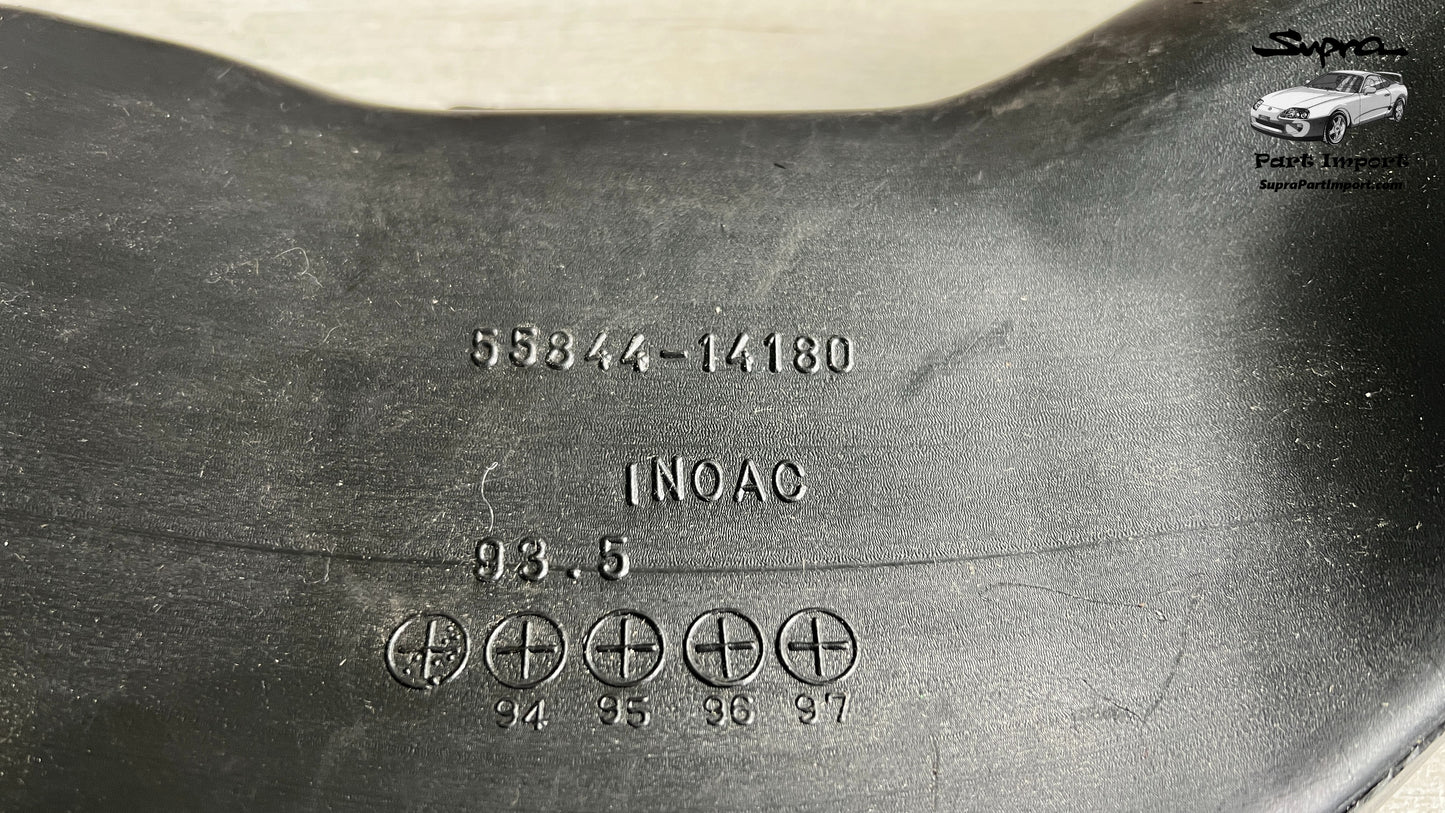 Supra
Part Import
SupraPartImport.com
55844-14180
INOAC
93.5
94 95 96 97